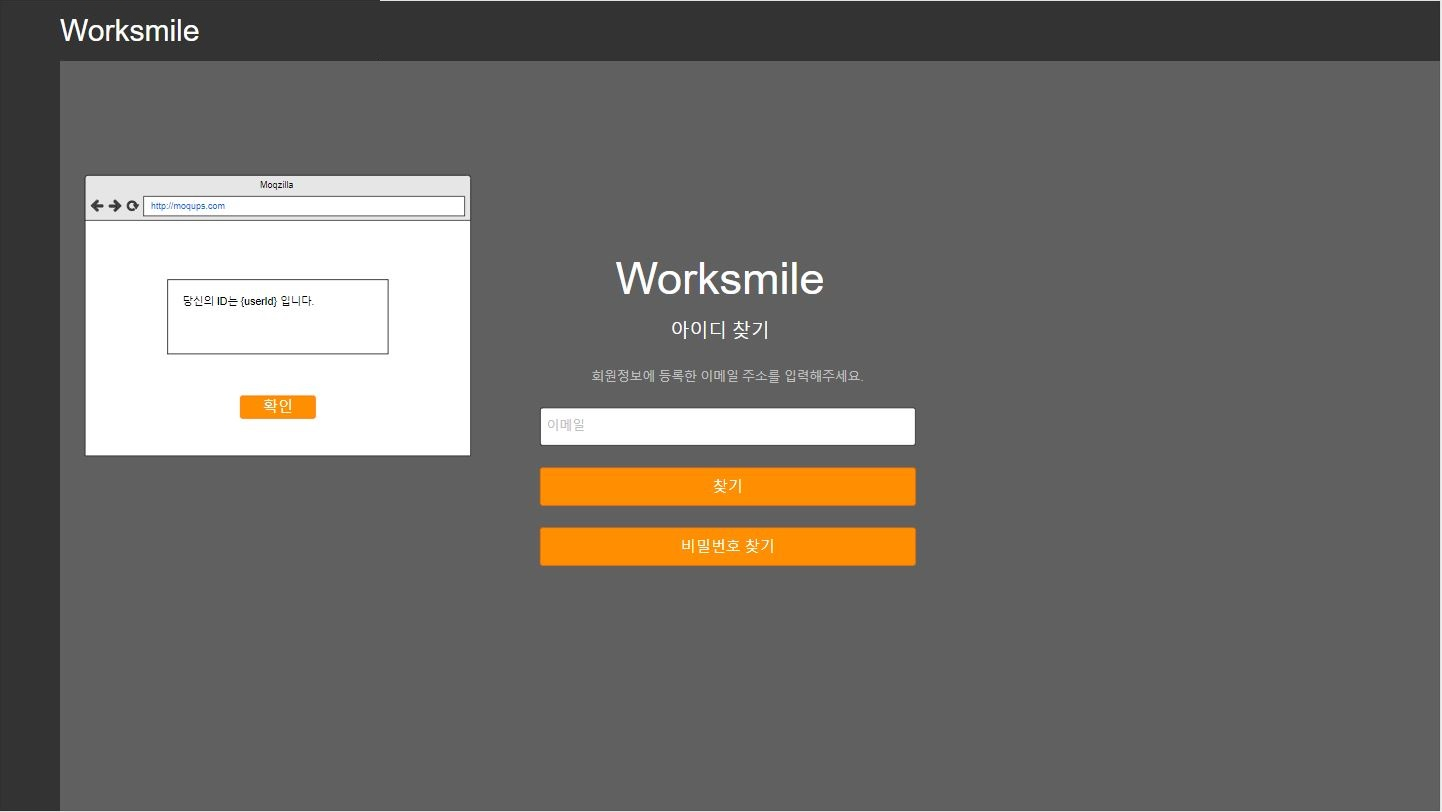 Worksmile
Moqzilla
http://moqups.com
당신의 ID는 {userId} 입니다.
확인
Worksmile
아이디 찾기
회원정보에 등록한 이메일 주소를 입력해주세요.
이메일
찾기
비밀번호 찾기